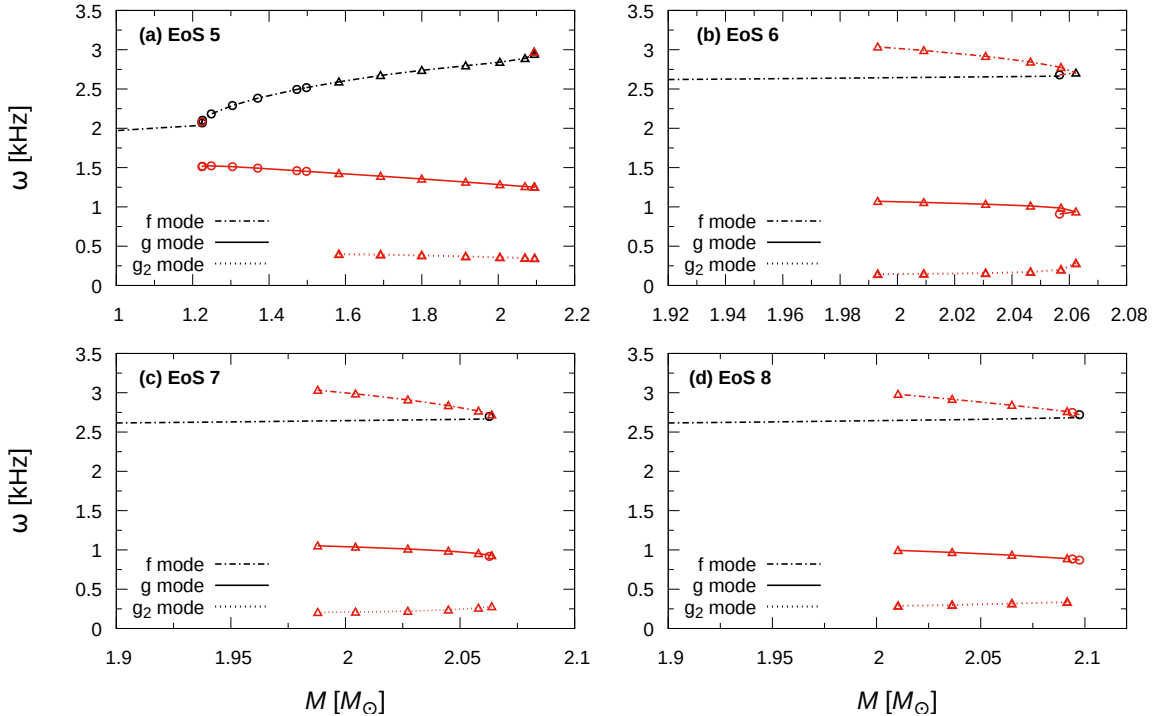 (a) EoS 5
ω [kHz]
3.5
3
2.5
2
1.5
1
0.5
0
f mode
g mode
g2 mode
1 1.2 1.4 1.6 1.8 2 2.2
(b) EoS 6
3.5
3
2.5
2
1.5
1
0.5
0
f mode
g mode
g2 mode
1.92 1.94 1.96 1.98 2 2.02 2.04 2.06 2.08
(c) EoS 7
ω [kHz]
3.5
3
2.5
2
1.5
1
0.5
0
f mode
g mode
g2 mode
1.9 1.95 2 2.05 2.1
M [M⊙]
(d) EoS 8
3.5
3
2.5
2
1.5
1
0.5
0
f mode
g mode
g2 mode
1.9 1.95 2 2.05 2.1
M [M⊙]